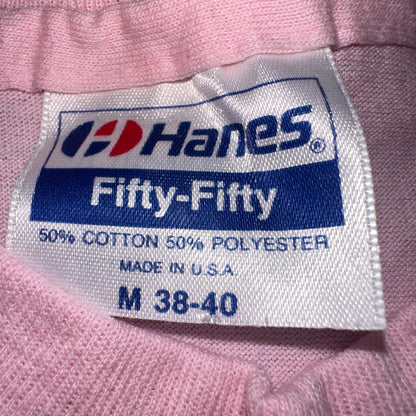 Hanes®
Fifty-Fifty
50% COTTON 50% POLYESTER
MADE IN U.S.A
M 38-40